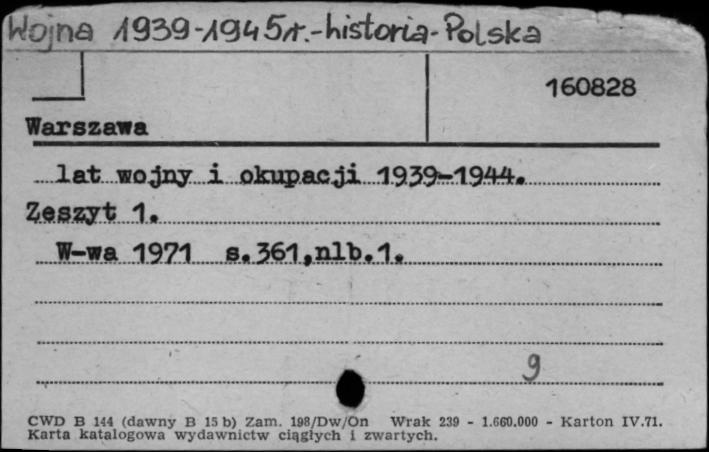 Wojna 1939-1945r.-historia-Polska
160828
Warszawa
lat wojny i okupacji 1939-1944.
Zeszyt 1.
W-wa 1971 s.361,nlb.1.
9
CWD B 144 (dawny B 15 b) Zam. 198/Dw/On Wrak 239 - 1.660.000 - Karton IV.71.
Karta katalogowa wydawnictw ciągłych i zwartych.